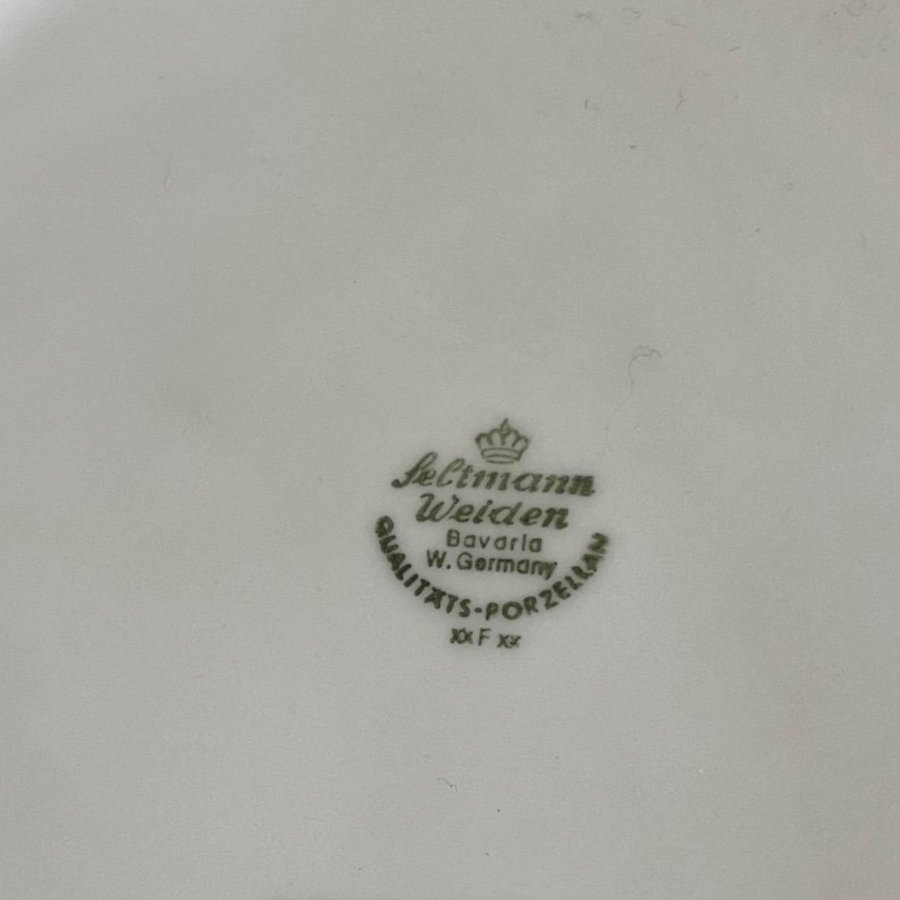 Seltmann
Weiden
Bavaria
W. Germany
QUALITÄTS-PORZELLAN
xx F xx